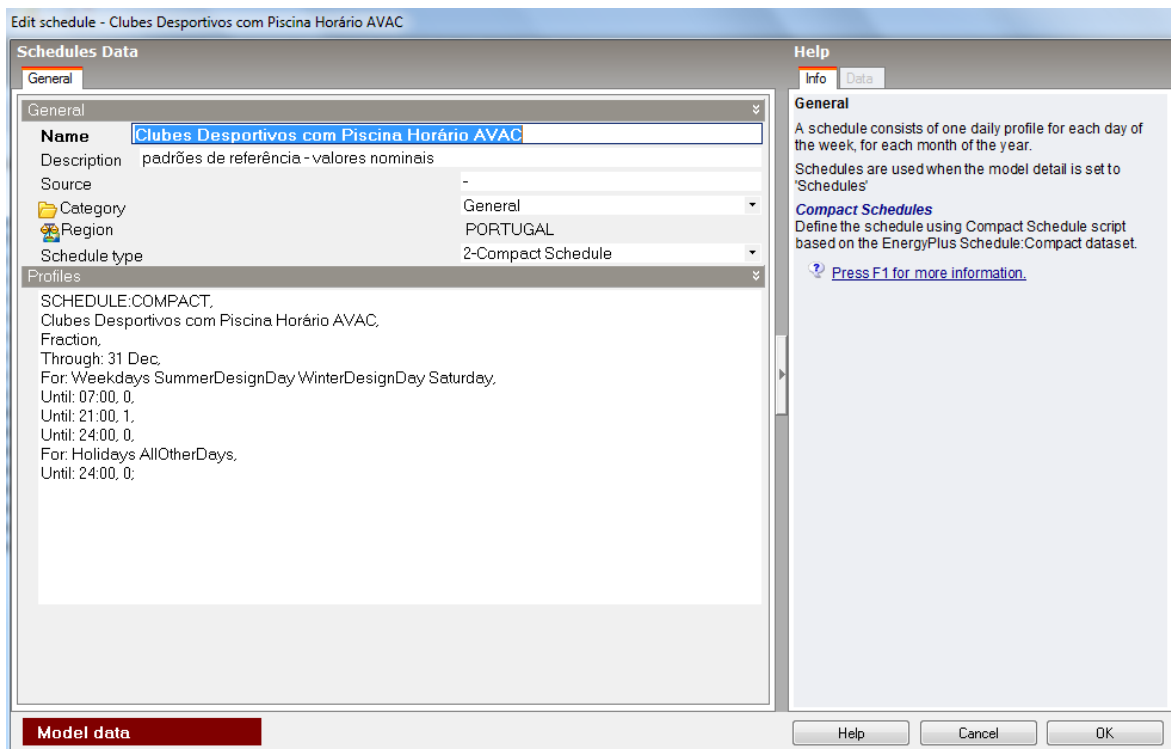 Edit schedule - Clubes Desportivos com Piscina Horário AVAC
Schedules Data
General
General
Name Clubes Desportivos com Piscina Horário AVAC
Description padrões de referência - valores nominais
Source -
Category General
Region PORTUGAL
Schedule type 2-Compact Schedule
Profiles
SCHEDULE:COMPACT,
Clubes Desportivos com Piscina Horário AVAC,
Fraction,
Through: 31 Dec,
For: Weekdays SummerDesignDay WinterDesignDay Saturday,
Until: 07:00, 0,
Until: 21:00, 1,
Until: 24:00, 0,
For: Holidays AllOtherDays,
Until: 24:00, 0;
Model data
Help
Info Data
General
A schedule consists of one daily profile for each day of
the week, for each month of the year.
Schedules are used when the model detail is set to
'Schedules'
Compact Schedules
Define the schedule using Compact Schedule script
based on the EnergyPlus Schedule:Compact dataset.
Press F1 for more information.
Help Cancel OK